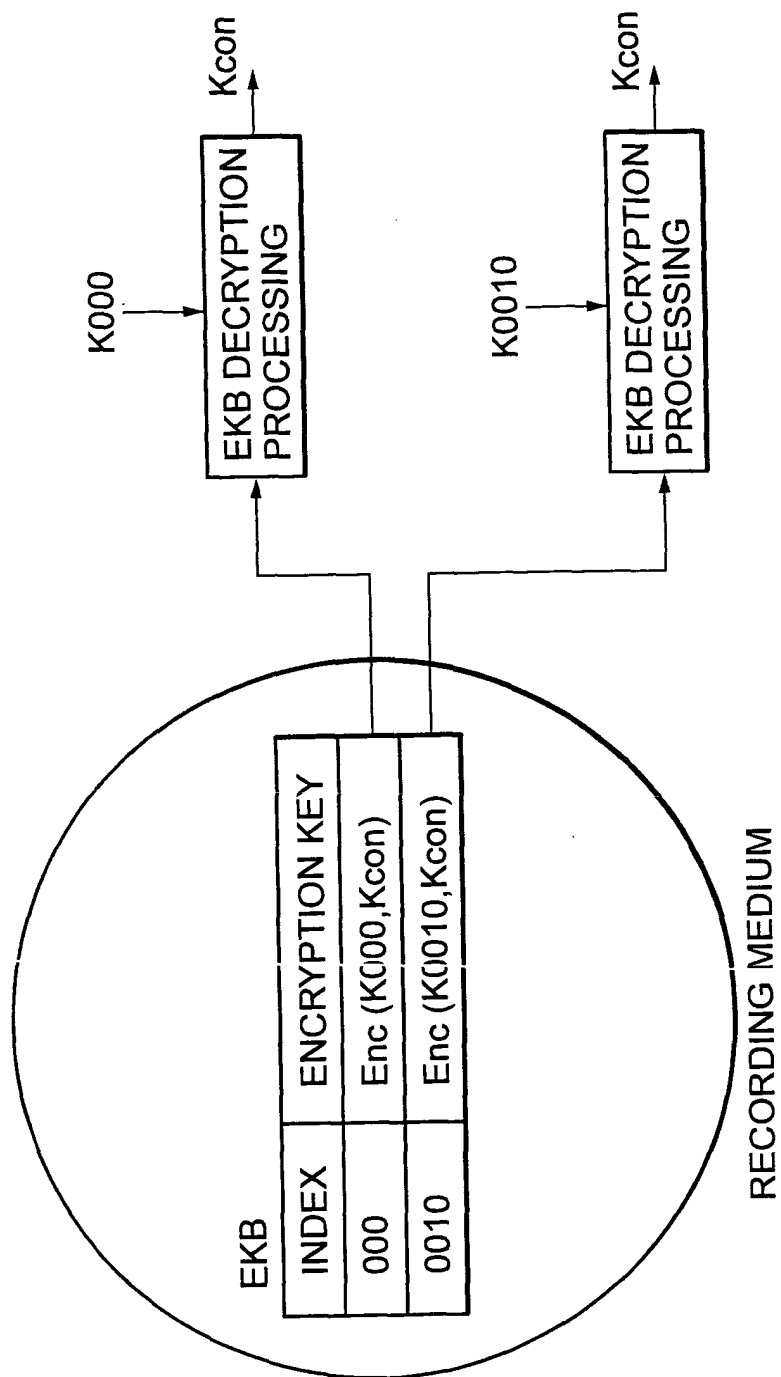 EKB
INDEX ENCRYPTION KEY
000 Enc (K000,Kcon)
0010 Enc (K0010,Kcon)
RECORDING MEDIUM
K000
EKB DECRYPTION
PROCESSING
Kcon
K0010
EKB DECRYPTION
PROCESSING
Kcon